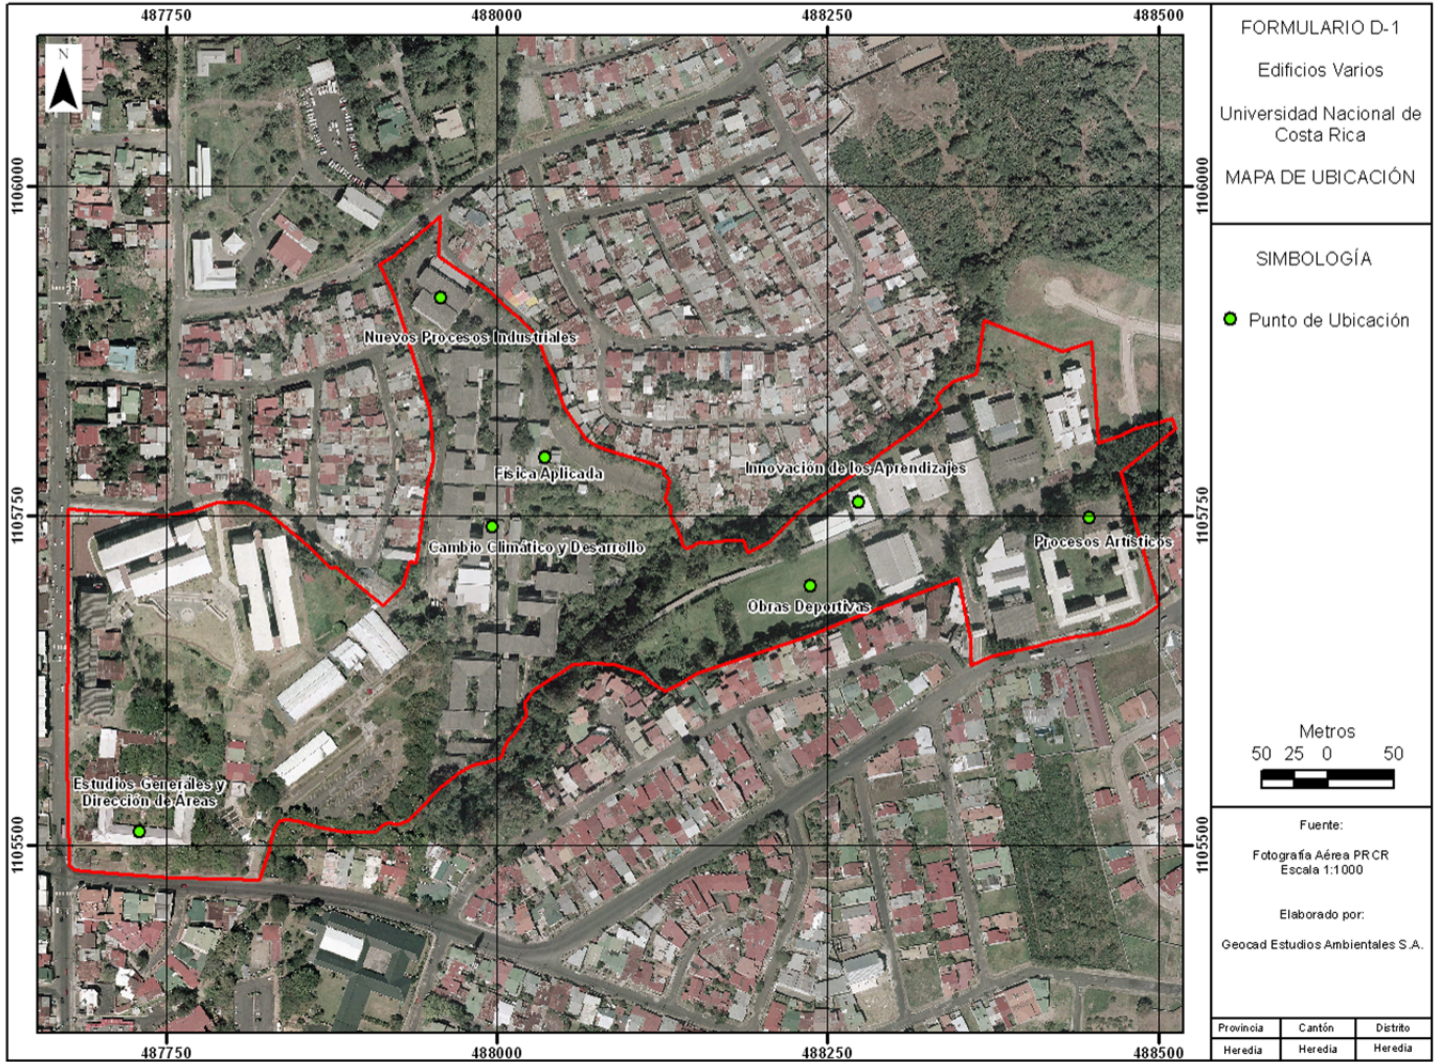 487750
488000
488250
488500
N
1106000
1105750
1105500
1106000
1105750
1105500
Nuevos Procesos Industriales
Física Aplicada
Innovación de los Aprendizajes
Cambio Climático y Desarrollo
Procesos Artísticos
Obras Deportivas
Estudios Generales y
Dirección de Áreas
487750
488000
488250
488500
FORMULARIO D-1
Edificios Varios
Universidad Nacional de
Costa Rica
MAPA DE UBICACIÓN
SIMBOLOGÍA
Punto de Ubicación
Metros
50 25 0 50
Fuente:
Fotografía Aérea PRCR
Escala 1:1000
Elaborado por:
Geocad Estudios Ambientales S.A.
Provincia Cantón Distrito
Heredia Heredia Heredia